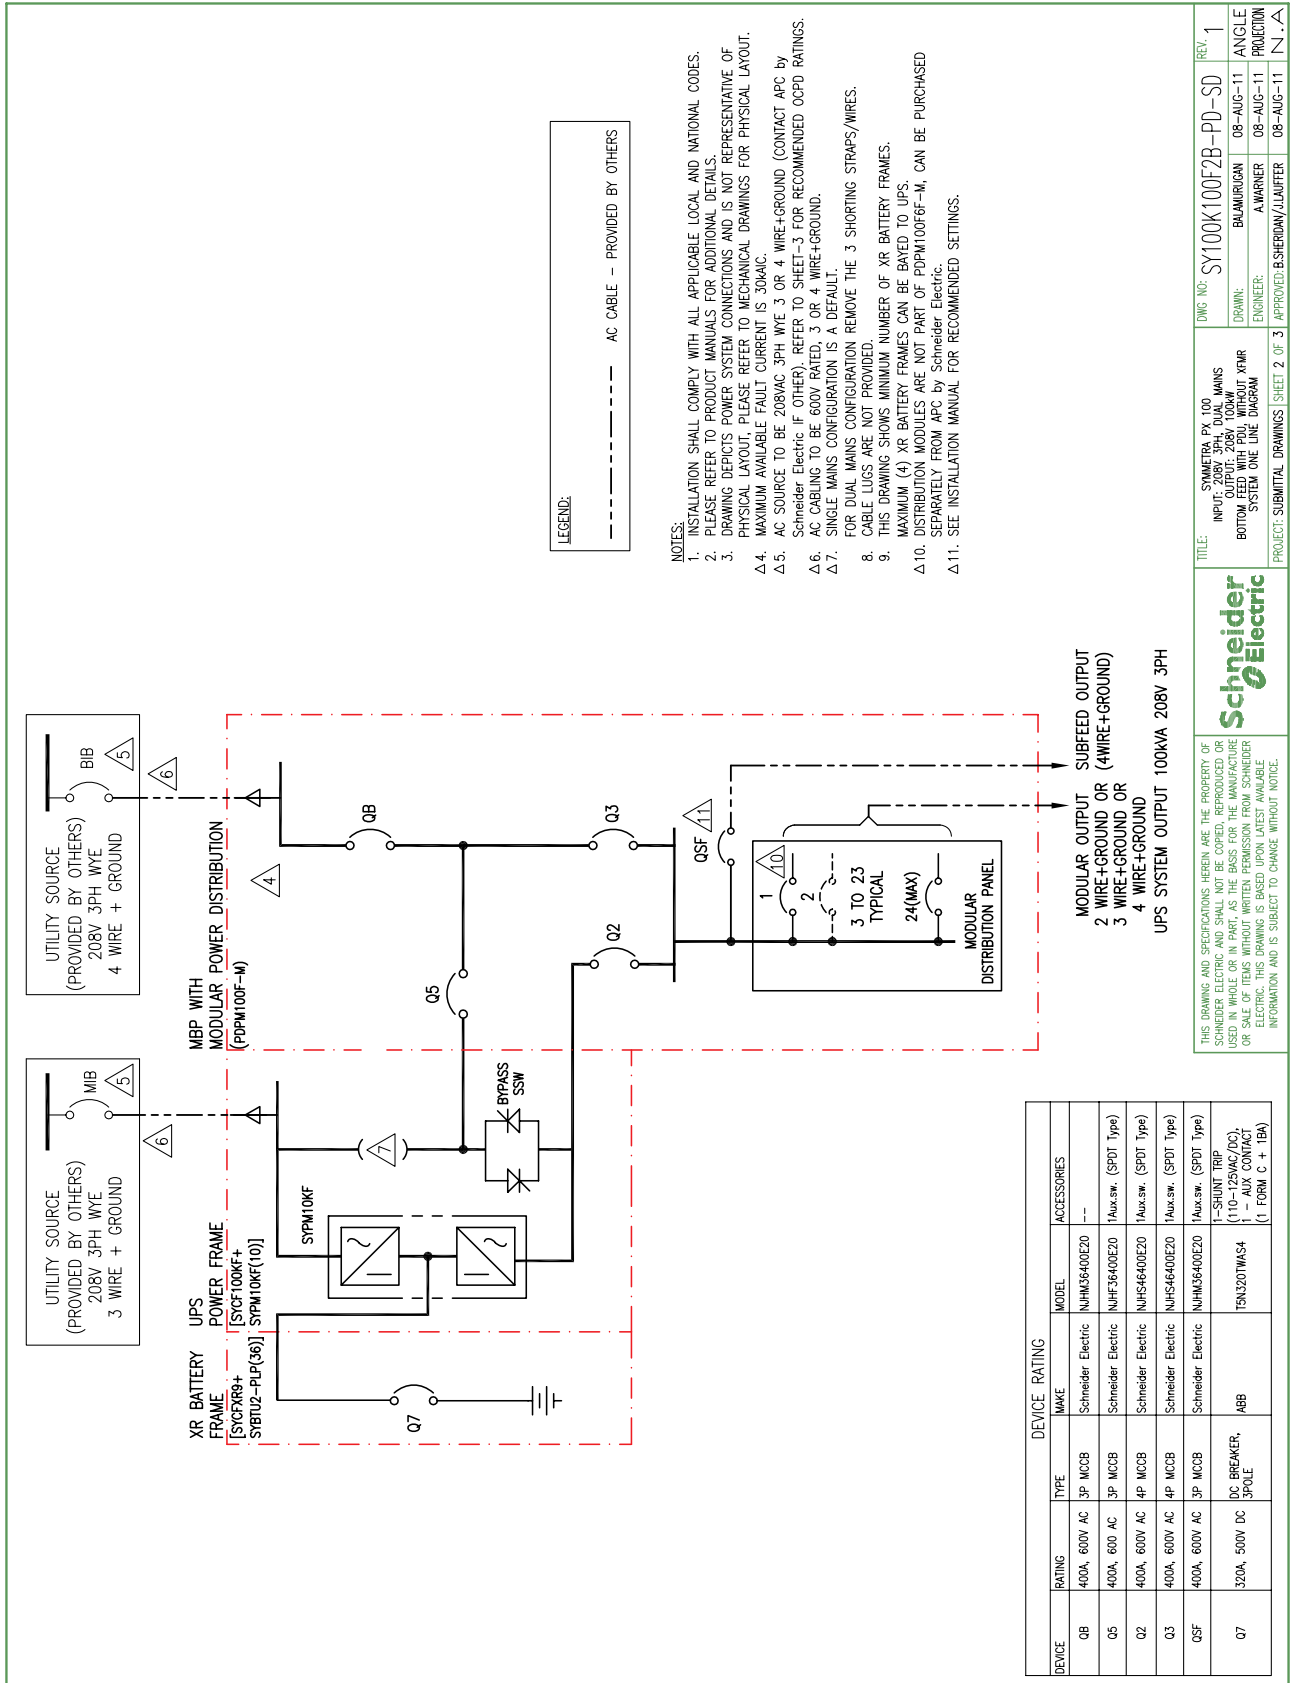 UTILITY SOURCE
(PROVIDED BY OTHERS)
208V 3PH WYE
3 WIRE + GROUND
MIB
5
6
UTILITY SOURCE
(PROVIDED BY OTHERS)
208V 3PH WYE
4 WIRE + GROUND
BIB
5
6
XR BATTERY
FRAME
[SYCFXR9+
SYBTU2-PLP(36)]
UPS
POWER FRAME
[SYCF100KF+
SYPM10KF(10)]
MBP WITH
MODULAR POWER DISTRIBUTION
(PDPM100F-M)
4
SYPM10KF
7
BYPASS
SSW
Q7
Q5
QB
Q2
Q3
QSF
11
10
1
2
3 TO 23
TYPICAL
24(MAX)
MODULAR
DISTRIBUTION PANEL
MODULAR OUTPUT
2 WIRE+GROUND OR
3 WIRE+GROUND OR
4 WIRE+GROUND
SUBFEED OUTPUT
(4WIRE+GROUND)
UPS SYSTEM OUTPUT 100kVA 208V 3PH
LEGEND:
AC CABLE - PROVIDED BY OTHERS
NOTES:
1. INSTALLATION SHALL COMPLY WITH ALL APPLICABLE LOCAL AND NATIONAL CODES.
2. PLEASE REFER TO PRODUCT MANUALS FOR ADDITIONAL DETAILS.
3. DRAWING DEPICTS POWER SYSTEM CONNECTIONS AND IS NOT REPRESENTATIVE OF
PHYSICAL LAYOUT, PLEASE REFER TO MECHANICAL DRAWINGS FOR PHYSICAL LAYOUT.
△4. MAXIMUM AVAILABLE FAULT CURRENT IS 30kAIC.
△5. AC SOURCE TO BE 208VAC 3PH WYE 3 OR 4 WIRE+GROUND (CONTACT APC by
Schneider Electric IF OTHER). REFER TO SHEET-3 FOR RECOMMENDED OCPD RATINGS.
△6. AC CABLING TO BE 600V RATED, 3 OR 4 WIRE+GROUND.
△7. SINGLE MAINS CONFIGURATION IS A DEFAULT.
FOR DUAL MAINS CONFIGURATION REMOVE THE 3 SHORTING STRAPS/WIRES.
8. CABLE LUGS ARE NOT PROVIDED.
9. THIS DRAWING SHOWS MINIMUM NUMBER OF XR BATTERY FRAMES.
MAXIMUM (4) XR BATTERY FRAMES CAN BE BAYED TO UPS.
△10. DISTRIBUTION MODULES ARE NOT PART OF PDPM100F6F-M, CAN BE PURCHASED
SEPARATELY FROM APC by Schneider Electric.
△11. SEE INSTALLATION MANUAL FOR RECOMMENDED SETTINGS.
DEVICE RATING
DEVICE RATING TYPE MAKE MODEL ACCESSORIES
QB 400A, 600V AC 3P MCCB Schneider Electric NJHM36400E20 --
Q5 400A, 600 AC 3P MCCB Schneider Electric NJHF36400E20 1Aux.sw. (SPDT Type)
Q2 400A, 600V AC 4P MCCB Schneider Electric NJHS46400E20 1Aux.sw. (SPDT Type)
Q3 400A, 600V AC 4P MCCB Schneider Electric NJHS46400E20 1Aux.sw. (SPDT Type)
QSF 400A, 600V AC 3P MCCB Schneider Electric NJHM36400E20 1Aux.sw. (SPDT Type)
Q7 320A, 500V DC DC BREAKER, 3POLE ABB T5N320TWAS4 1-SHUNT TRIP
(110-125VAC/DC),
1 - AUX CONTACT
(1 FORM C + 1BA)
THIS DRAWING AND SPECIFICATIONS HEREIN ARE THE PROPERTY OF
SCHNEIDER ELECTRIC AND SHALL NOT BE COPIED, REPRODUCED OR
USED IN WHOLE OR IN PART, AS THE BASIS FOR THE MANUFACTURE
OR SALE OF ITEMS WITHOUT WRITTEN PERMISSION FROM SCHNEIDER
ELECTRIC. THIS DRAWING IS BASED UPON LATEST AVAILABLE
INFORMATION AND IS SUBJECT TO CHANGE WITHOUT NOTICE.
Schneider
Electric
TITLE: SYMMETRA PX 100
INPUT: 208V 3PH, DUAL MAINS
OUTPUT: 208V 100kW
BOTTOM FEED WITH PDU, WITHOUT XFMR
SYSTEM ONE LINE DIAGRAM
PROJECT: SUBMITTAL DRAWINGS SHEET 2 OF 3
DWG NO: SY100K100F2B-PD-SD REV. 1
DRAWN: BALAMURUGAN 08-AUG-11
ENGINEER: A.WARNER 08-AUG-11
APPROVED: B.SHERIDAN/J.LAUFFER 08-AUG-11
ANGLE
PROJECTION
N.A